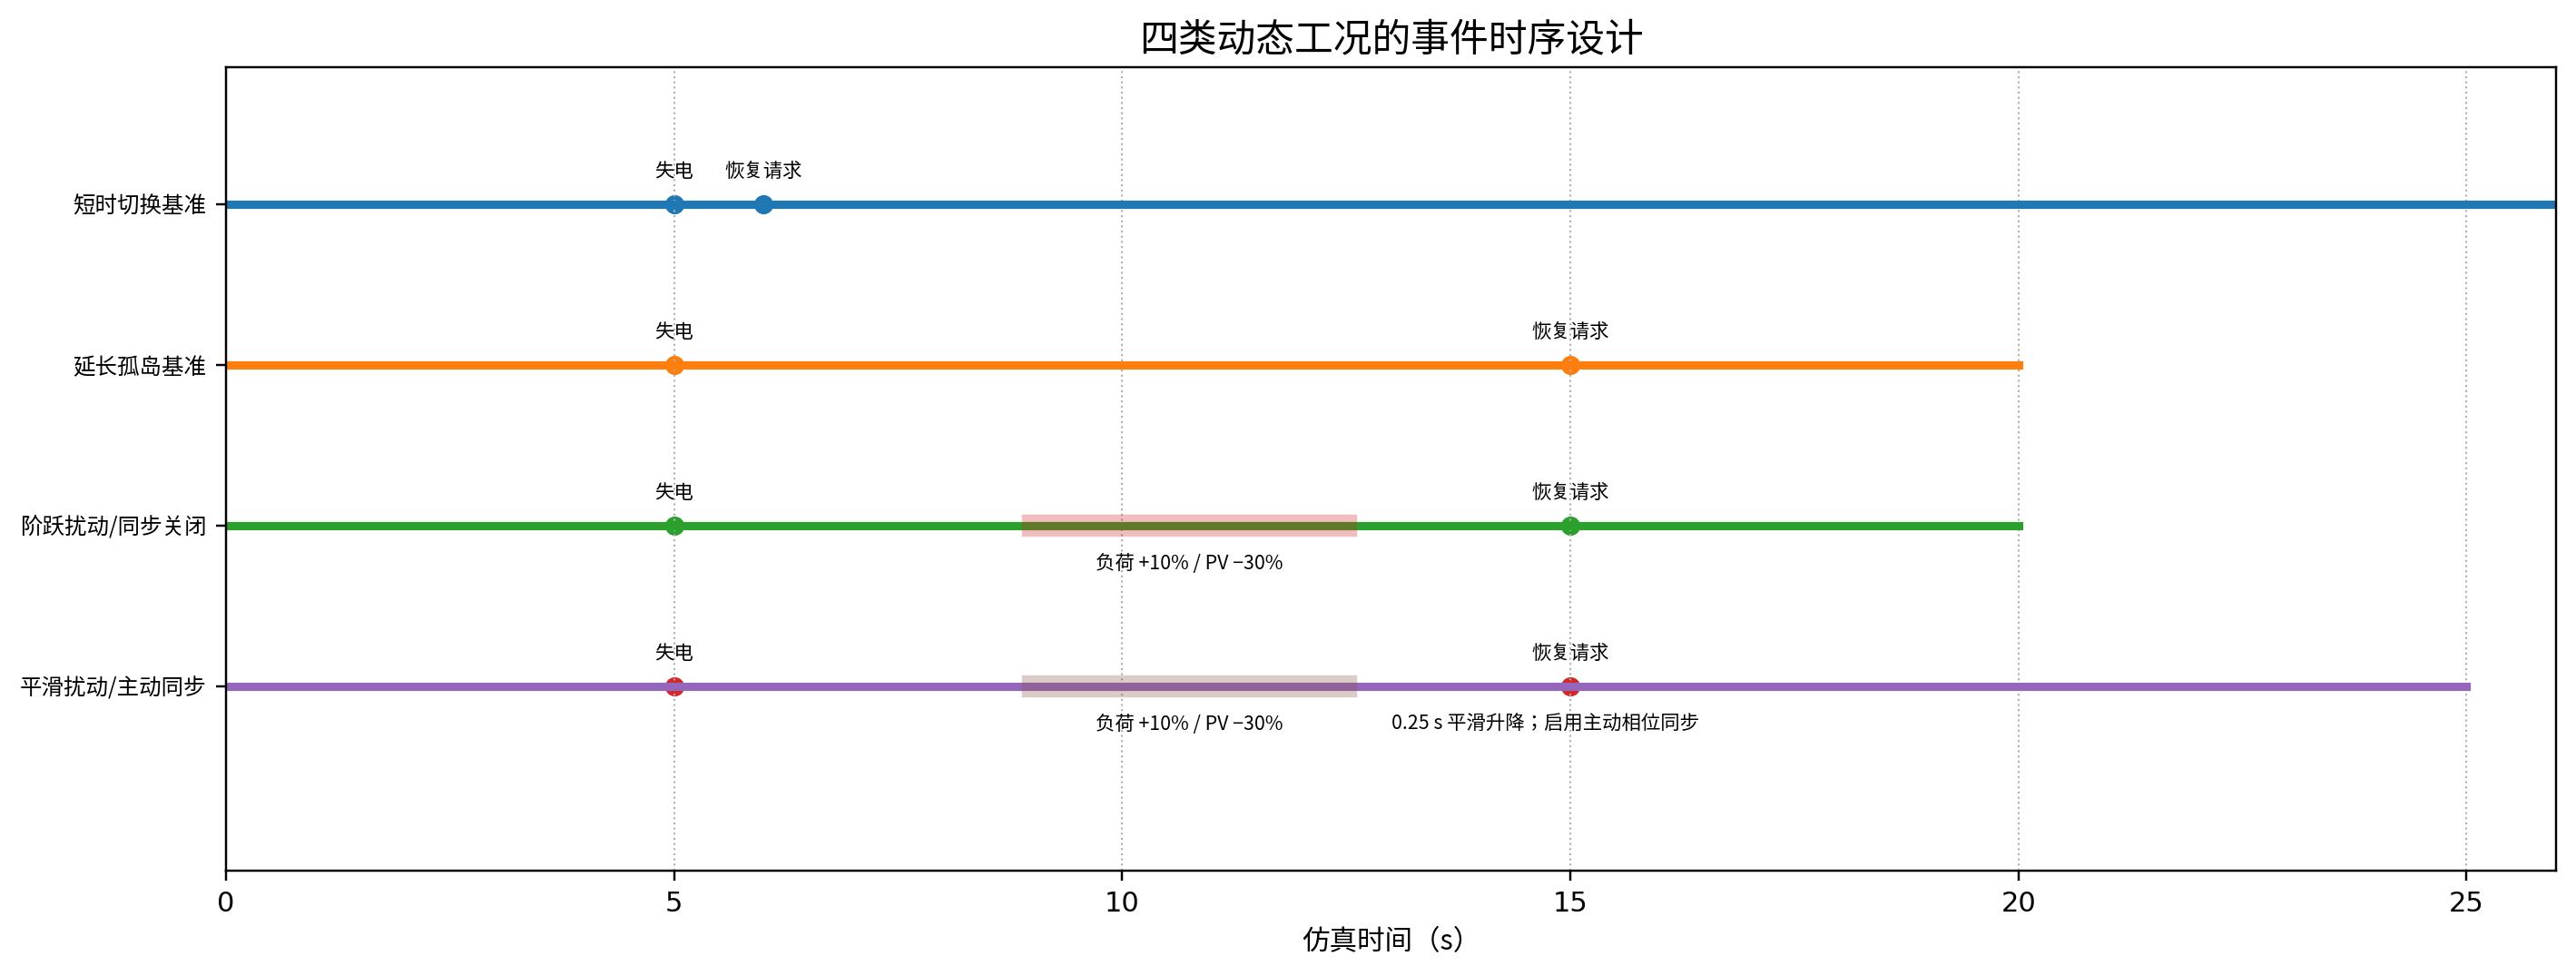 四类动态工况的事件时序设计
失电 恢复请求
短时切换基准
失电 恢复请求
延长孤岛基准
失电 恢复请求
阶跃扰动/同步关闭
负荷 +10% / PV −30%
失电 恢复请求
平滑扰动/主动同步
负荷 +10% / PV −30% 0.25 s 平滑升降；启用主动相位同步
0 5 10 15 20 25
仿真时间（s）